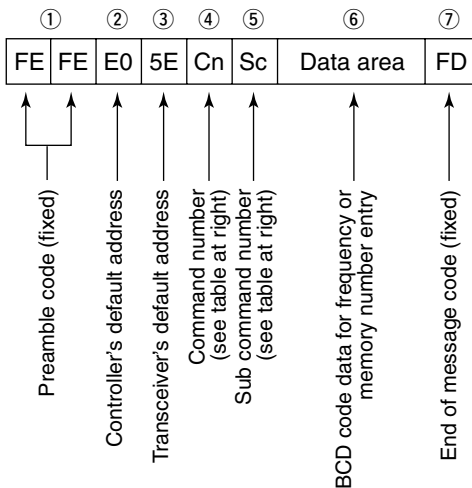 ① ② ③ ④ ⑤ ⑥ ⑦
FE FE E0 5E Cn Sc Data area FD
Preamble code (fixed)
Controller's default address
Transceiver's default address
Command number
(see table at right)
Sub command number
(see table at right)
BCD code data for frequency or
memory number entry
End of message code (fixed)